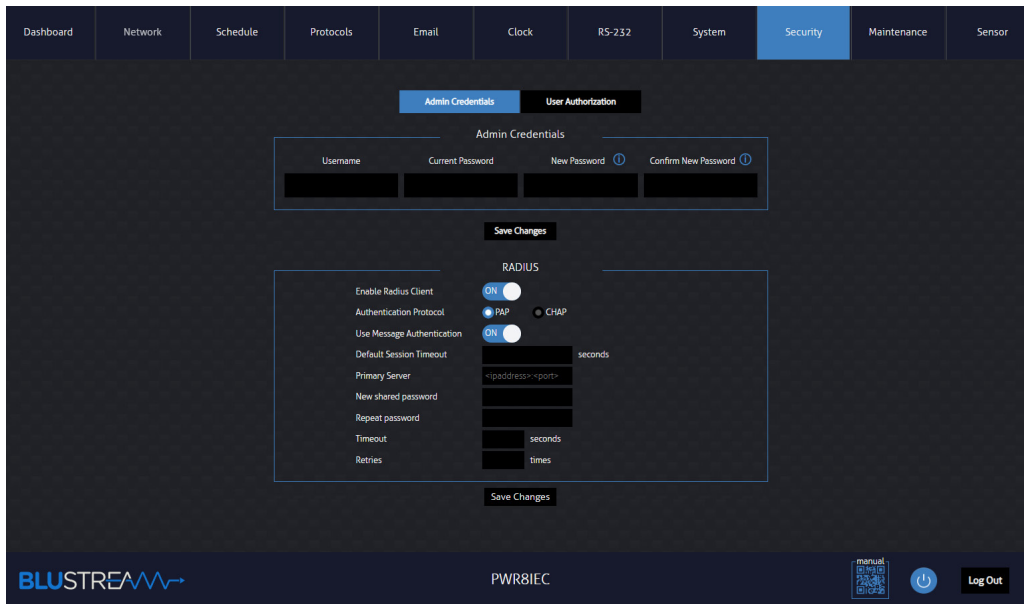 Dashboard Network Schedule Protocols Email Clock RS-232 System Security Maintenance Sensor
Admin Credentials User Authorization
Admin Credentials
Username Current Password New Password Confirm New Password
Save Changes
RADIUS
Enable Radius Client ON
Authentication Protocol PAP CHAP
Use Message Authentication ON
Default Session Timeout seconds
Primary Server <ipaddress>:<port>
New shared password
Repeat password
Timeout seconds
Retries times
Save Changes
manual
BLUSTREAM PWR8IEC Log Out